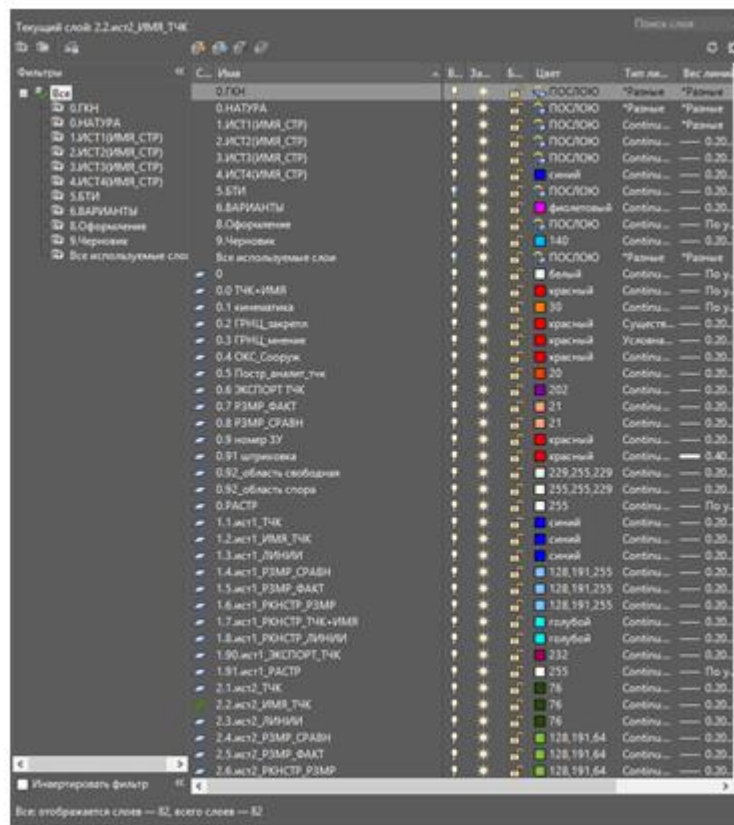 Текущий слой: 2.2.ист2_ИМЯ_ТЧК
Поиск слоя
Фильтры
Все
0.ГКН
0.НАТУРА
1.ИСТ1(ИМЯ_СТР)
2.ИСТ2(ИМЯ_СТР)
3.ИСТ3(ИМЯ_СТР)
4.ИСТ4(ИМЯ_СТР)
5.БТИ
6.ВАРИАНТЫ
8.Оформление
9.Черновик
Все используемые слои
Инвертировать фильтр
С... Имя В... За... Б... Цвет Тип ли... Вес линий
0.ГКН ПОСЛОЮ *Разные *Разные
0.НАТУРА ПОСЛОЮ *Разные *Разные
1.ИСТ1(ИМЯ_СТР) ПОСЛОЮ Continu... *Разные
2.ИСТ2(ИМЯ_СТР) ПОСЛОЮ Continu... 0.20...
3.ИСТ3(ИМЯ_СТР) ПОСЛОЮ Continu... 0.20...
4.ИСТ4(ИМЯ_СТР) синий Continu... 0.20...
5.БТИ ПОСЛОЮ Continu... 0.20...
6.ВАРИАНТЫ фиолетовый Continu... 0.20...
8.Оформление ПОСЛОЮ Continu... По у...
9.Черновик 140 Continu... 0.20...
Все используемые слои ПОСЛОЮ *Разные *Разные
0 белый Continu... По у...
0.0 ТЧК+ИМЯ красный Continu... По у...
0.1 кинематика 30 Continu... По у...
0.2 ГРНЦ_закрепл красный Существ... 0.20...
0.3 ГРНЦ_мнение красный Условна... 0.20...
0.4 ОКС_Сооруж красный Continu... 0.20...
0.5 Постр_аналит_тчк 20 Continu... 0.20...
0.6 ЭКСПОРТ ТЧК 202 Continu... 0.20...
0.7 РЗМР_ФАКТ 21 Continu... 0.20...
0.8 РЗМР_СРАВН 21 Continu... 0.20...
0.9 номер ЗУ красный Continu... 0.20...
0.91 штриховка красный Continu... 0.40...
0.92_область свободная 229,255,229 Continu... 0.20...
0.92_область спора 255,255,229 Continu... 0.20...
0.РАСТР 255 Continu... По у...
1.1.ист1_ТЧК синий Continu... 0.20...
1.2.ист1_ИМЯ_ТЧК синий Continu... 0.20...
1.3.ист1_ЛИНИИ синий Continu... 0.20...
1.4.ист1_РЗМР_СРАВН 128,191,255 Continu... 0.20...
1.5.ист1_РЗМР_ФАКТ 128,191,255 Continu... 0.20...
1.6.ист1_РКНСТР_РЗМР 128,191,255 Continu... 0.20...
1.7.ист1_РКНСТР_ТЧК+ИМЯ голубой Continu... 0.20...
1.8.ист1_РКНСТР_ЛИНИИ голубой Continu... 0.20...
1.90.ист1_ЭКСПОРТ_ТЧК 232 Continu... 0.20...
1.91.ист1_РАСТР 255 Continu... По у...
2.1.ист2_ТЧК 76 Continu... 0.20...
2.2.ист2_ИМЯ_ТЧК 76 Continu... 0.20...
2.3.ист2_ЛИНИИ 76 Continu... 0.20...
2.4.ист2_РЗМР_СРАВН 128,191,64 Continu... 0.20...
2.5.ист2_РЗМР_ФАКТ 128,191,64 Continu... 0.20...
2.6.ист2_РКНСТР_РЗМР 128,191,64 Continu... 0.20...
Все: отображается слоев — 82, всего слоев — 82